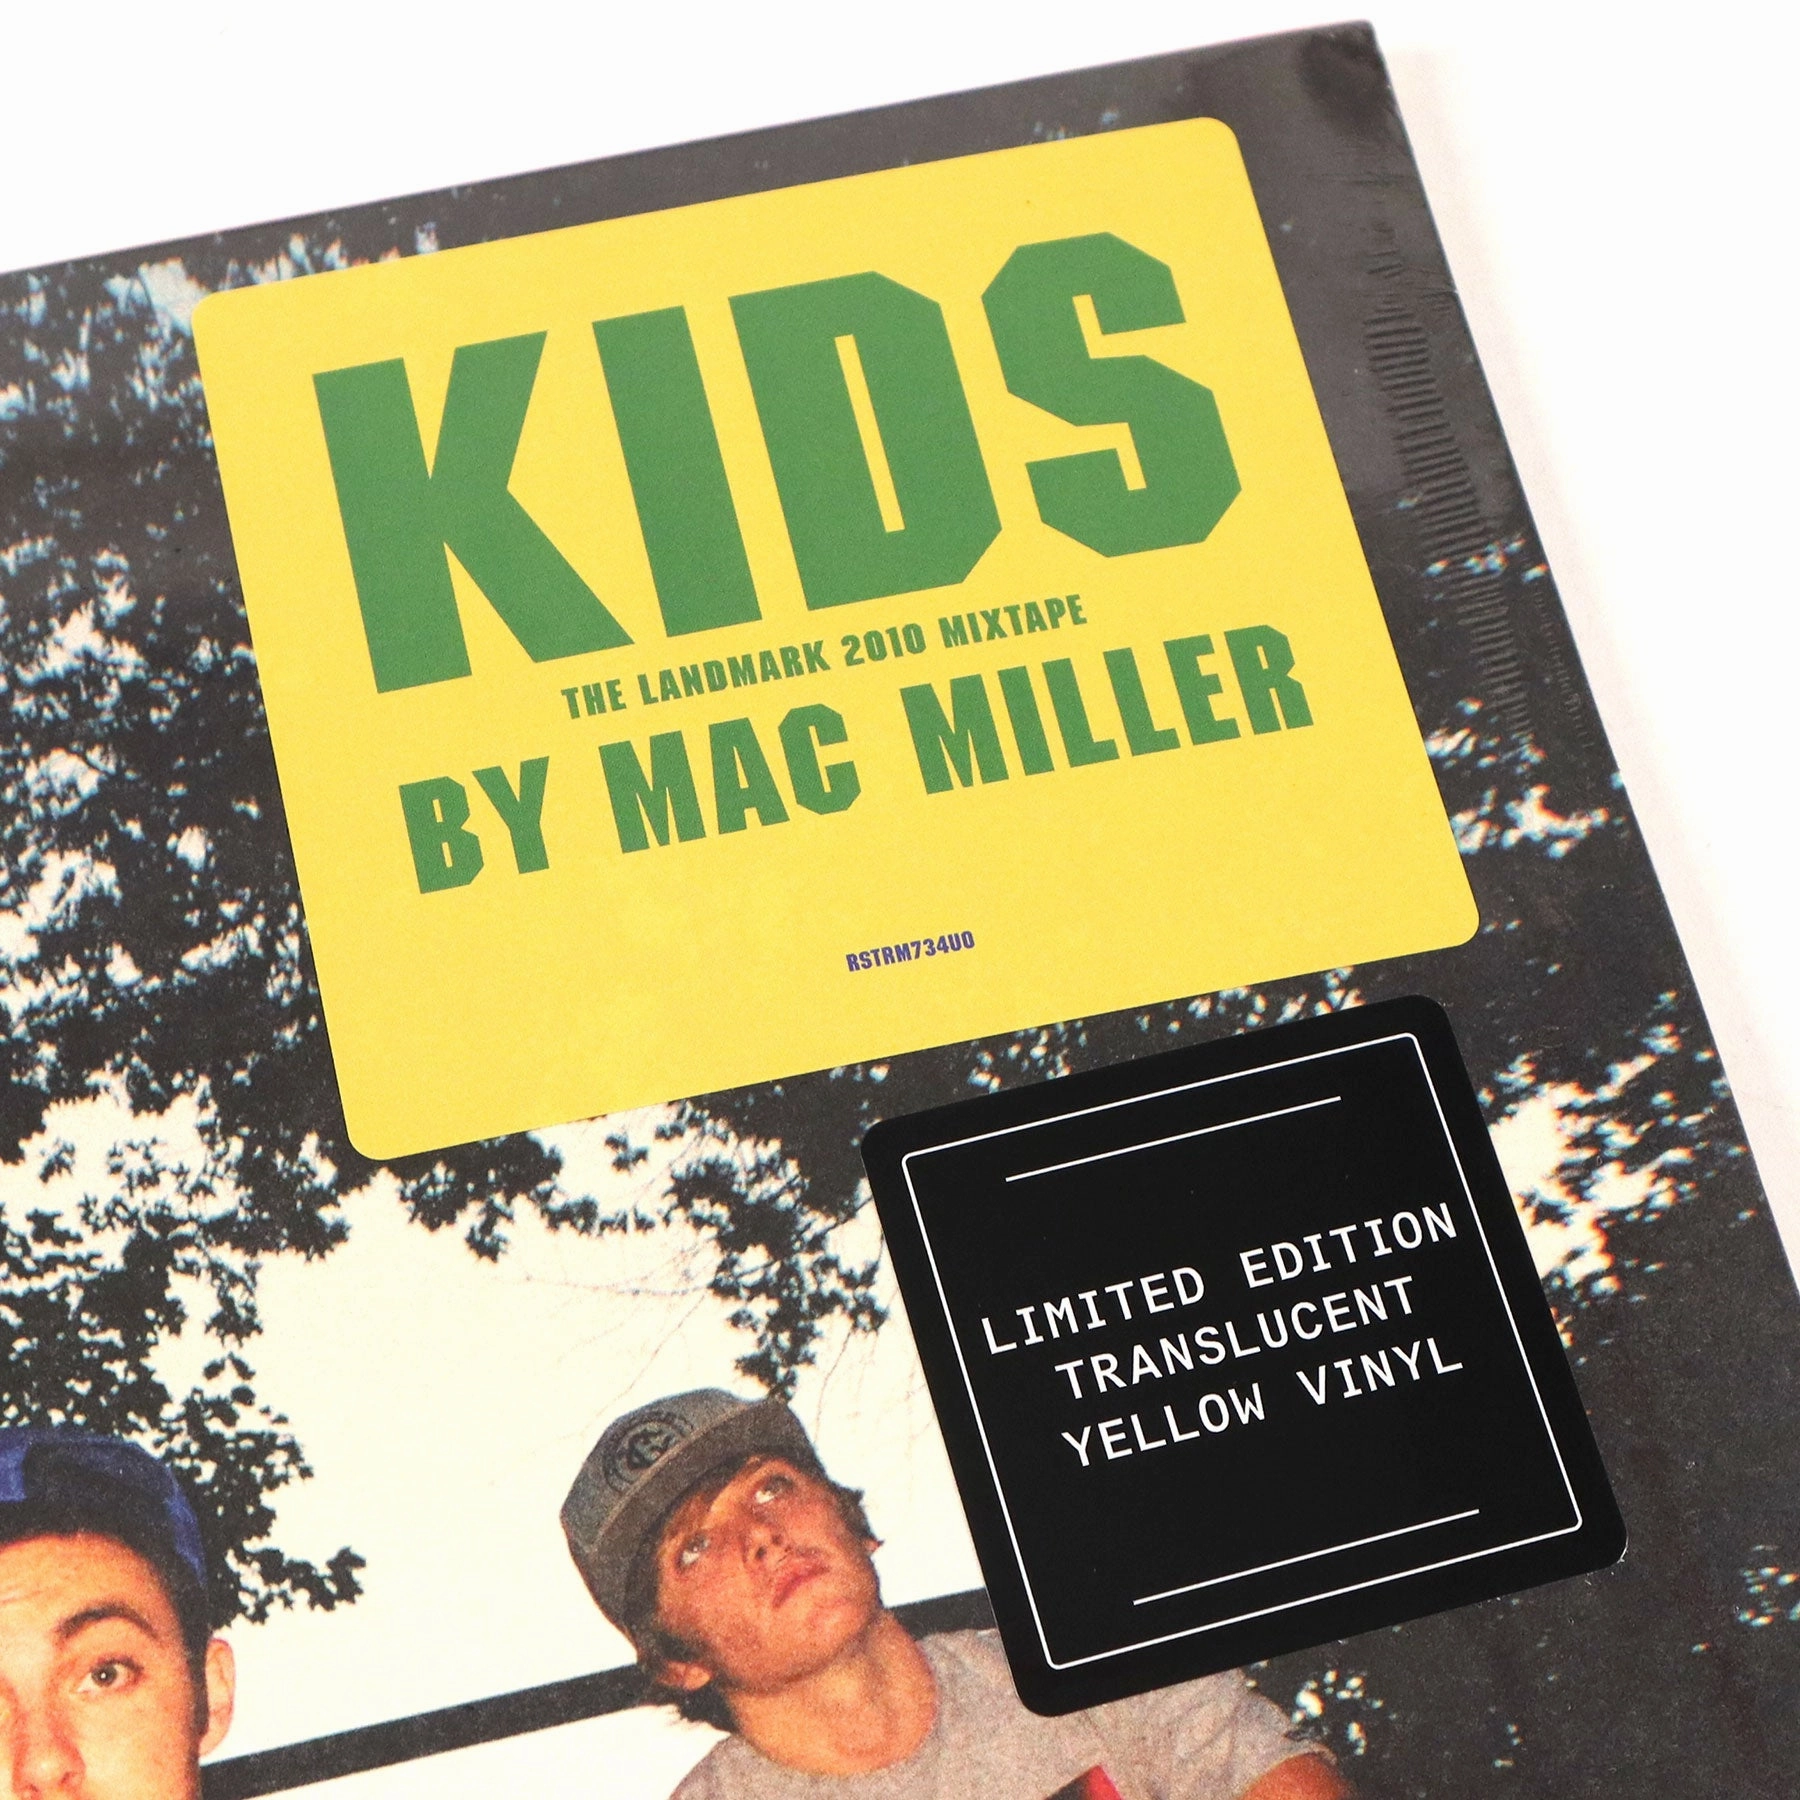 KIDS
THE LANDMARK 2010 MIXTAPE
BY MAC MILLER
RSTRM734U0
LIMITED EDITION
TRANSLUCENT
YELLOW VINYL